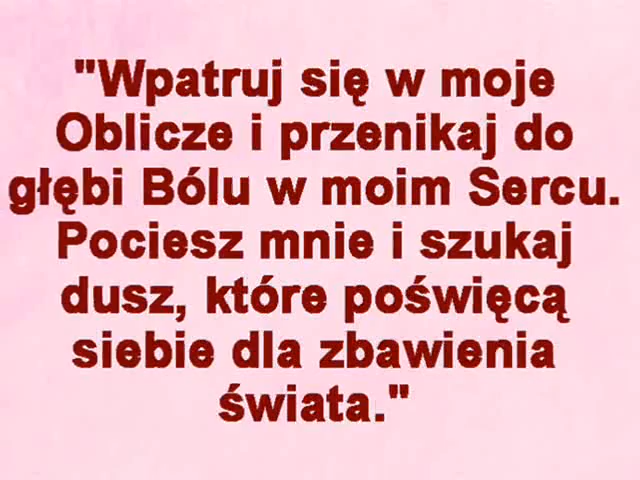 "Wpatruj się w moje
Oblicze i przenikaj do
głębi Bólu w moim Sercu.
Pociesz mnie i szukaj
dusz, które poświęcą
siebie dla zbawienia
świata."